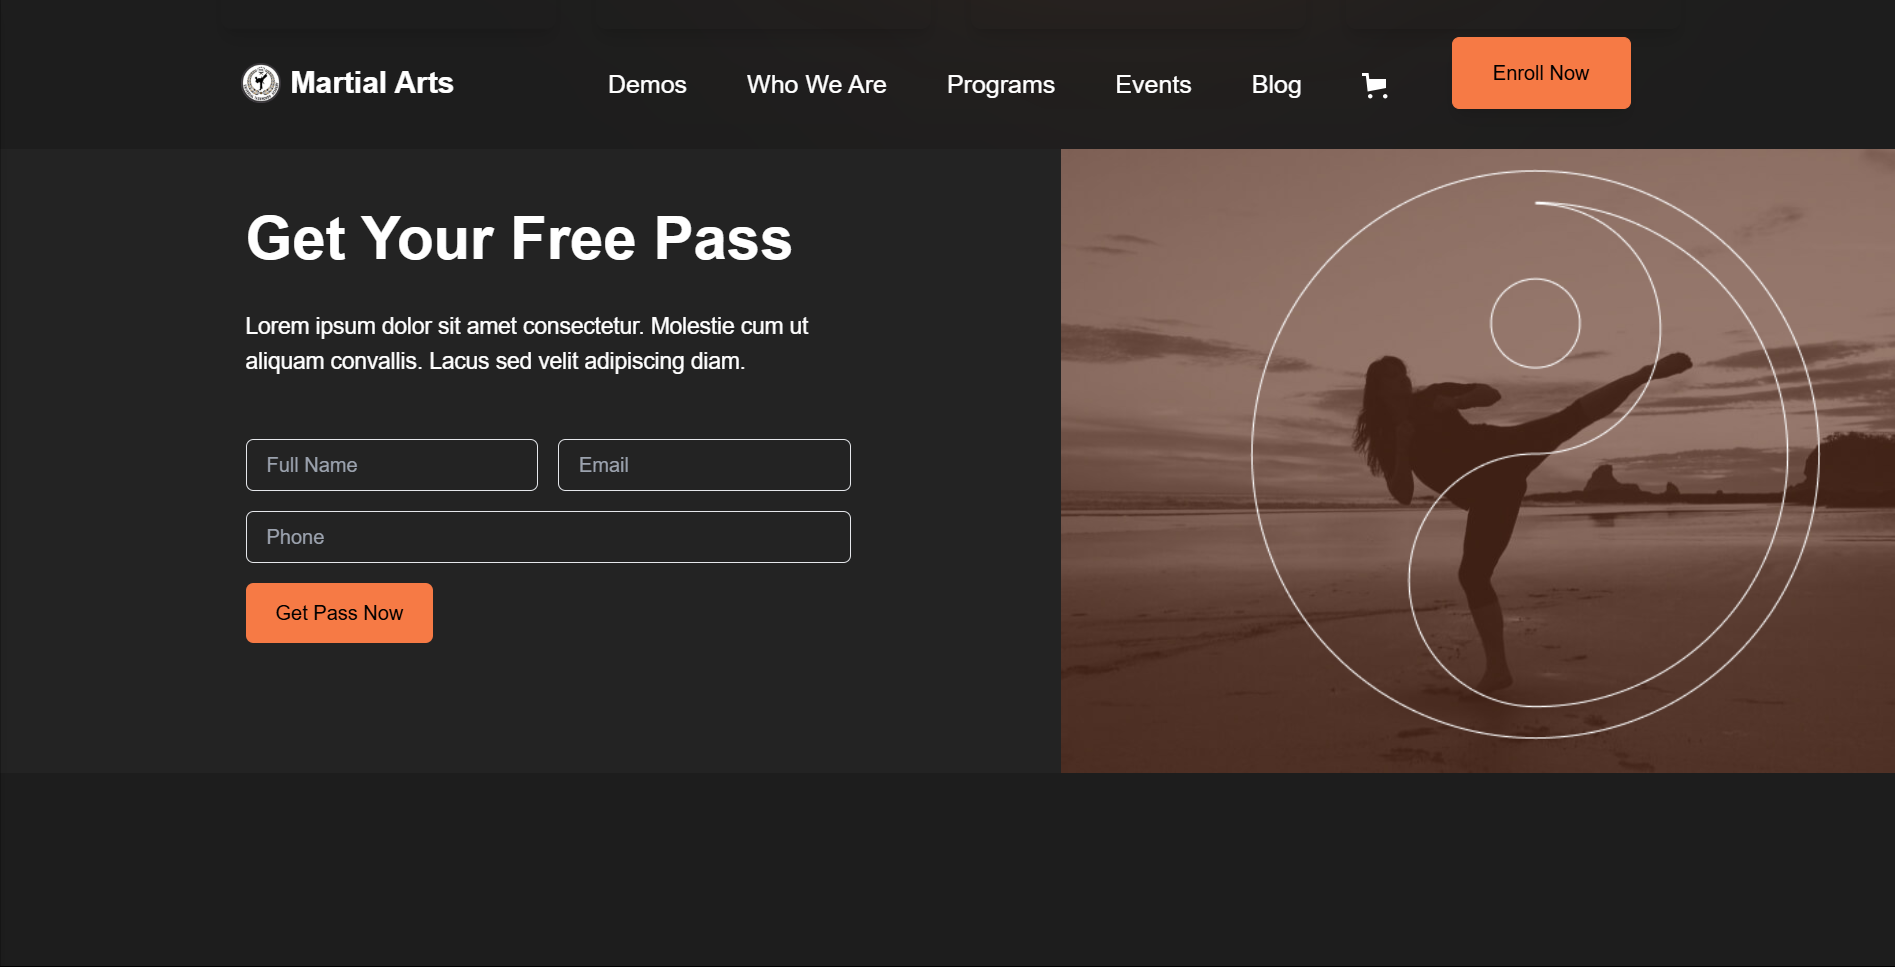 Martial Arts
Demos
Who We Are
Programs
Events
Blog
Enroll Now
Get Your Free Pass
Lorem ipsum dolor sit amet consectetur. Molestie cum ut
aliquam convallis. Lacus sed velit adipiscing diam.
Full Name
Email
Phone
Get Pass Now